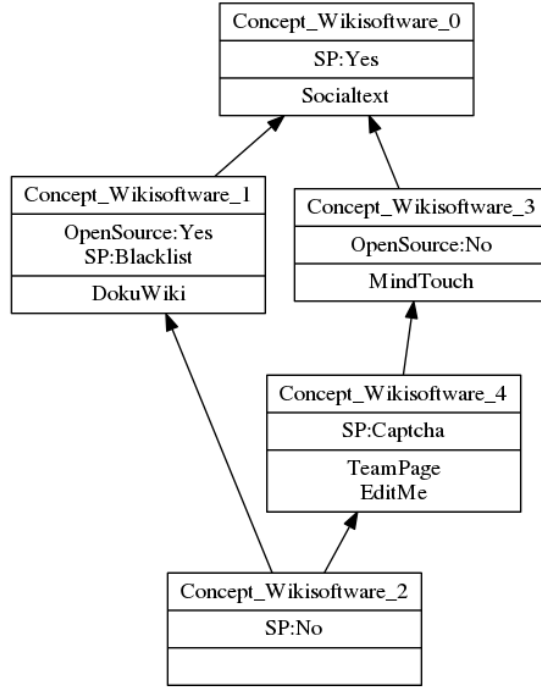 Concept_Wikisoftware_0
SP:Yes
Socialtext
Concept_Wikisoftware_1
OpenSource:Yes
SP:Blacklist
DokuWiki
Concept_Wikisoftware_3
OpenSource:No
MindTouch
Concept_Wikisoftware_4
SP:Captcha
TeamPage
EditMe
Concept_Wikisoftware_2
SP:No